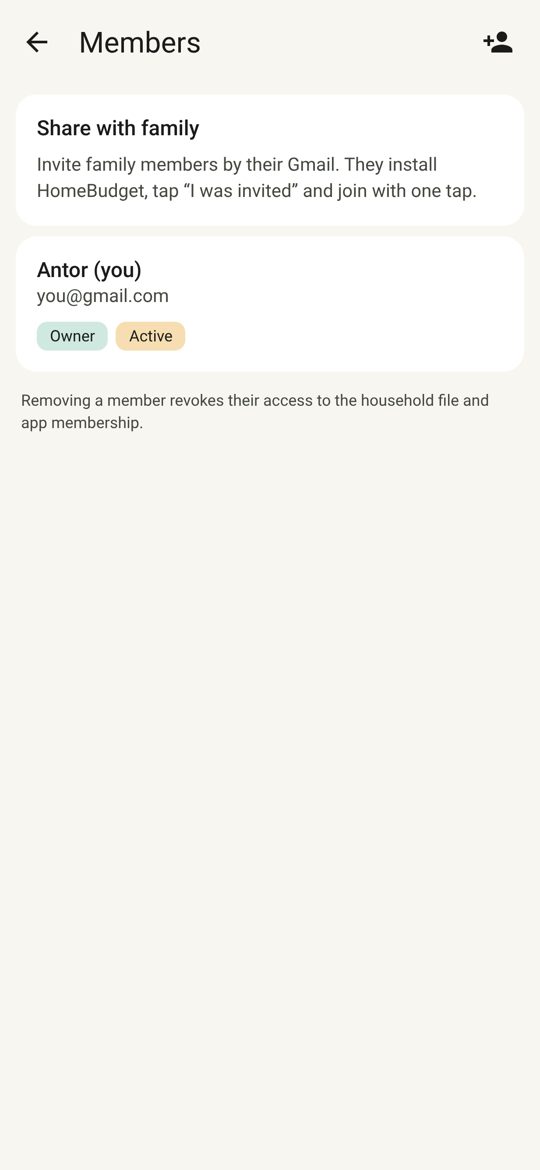 Members
Share with family
Invite family members by their Gmail. They install
HomeBudget, tap “I was invited” and join with one tap.
Antor (you)
you@gmail.com
Owner Active
Removing a member revokes their access to the household file and
app membership.